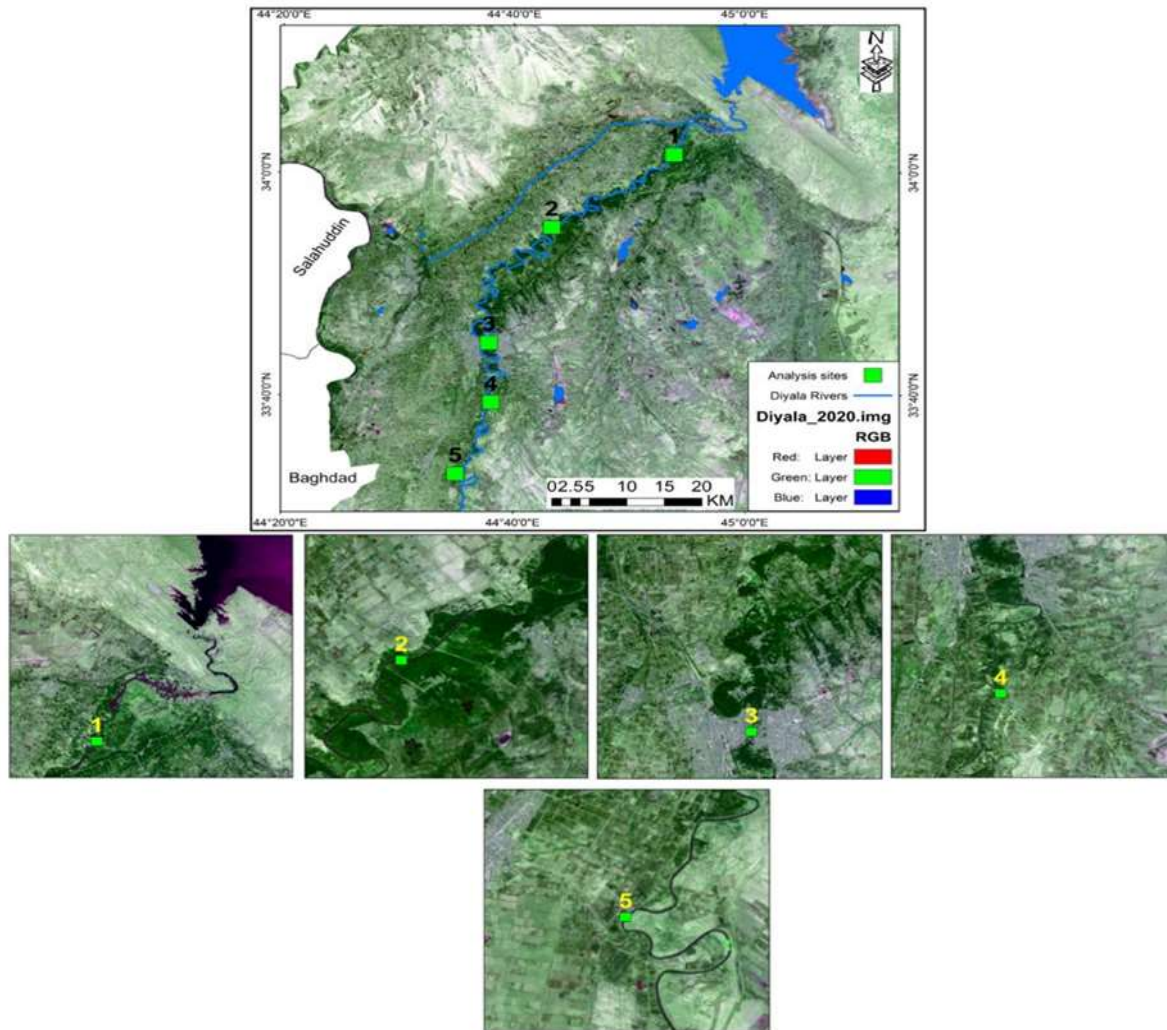 44°20'0"E 44°40'0"E 45°0'0"E
N
1
34°0'0"N
34°0'0"N
2
Salahuddin
3
Analysis sites
Diyala Rivers
4
33°40'0"N
33°40'0"N
Diyala_2020.img
RGB
5
Red: Layer
Baghdad
Green: Layer
02.55 10 15 20
KM
Blue: Layer
44°20'0"E 44°40'0"E 45°0'0"E
1
2
3
4
5